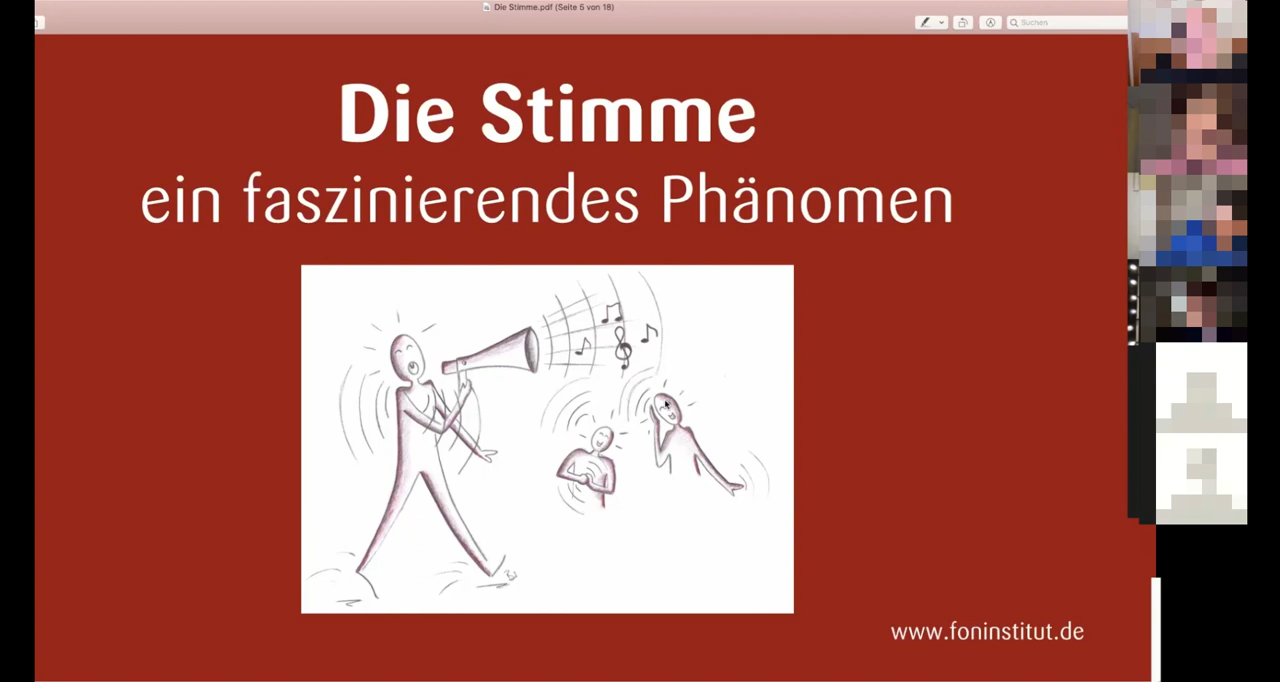 Die Stimme.pdf (Seite 5 von 18)
Suchen
Die Stimme
ein faszinierendes Phänomen
www.foninstitut.de